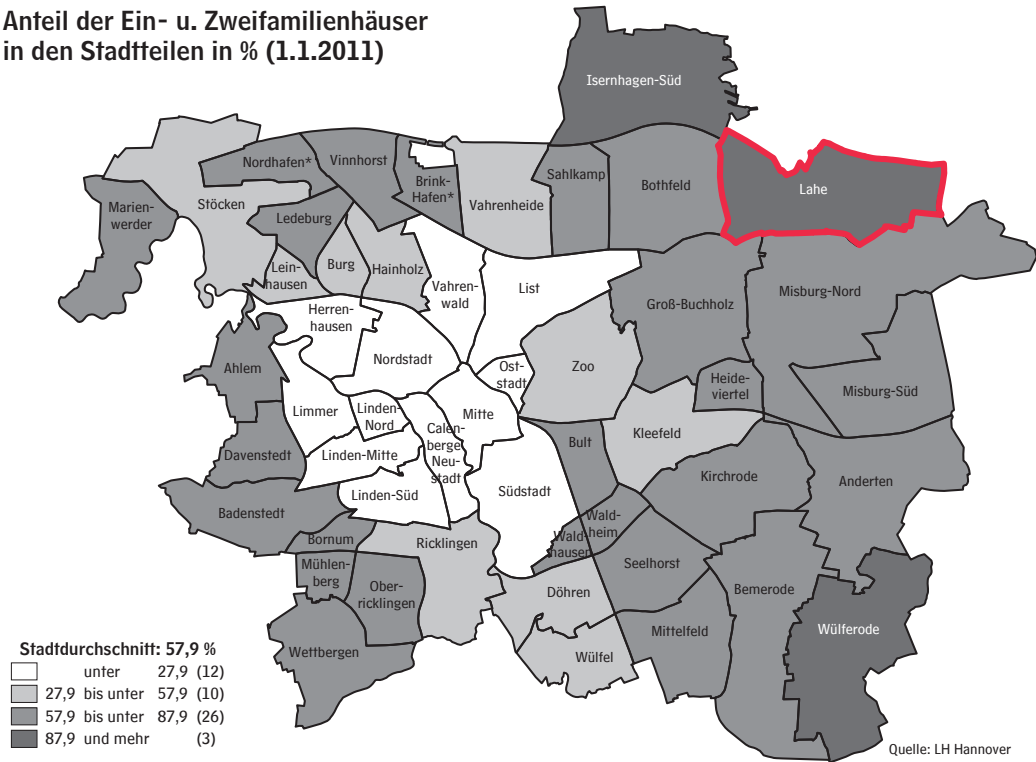 Anteil der Ein- u. Zweifamilienhäuser
in den Stadtteilen in % (1.1.2011)
Isernhagen-Süd
Nordhafen*
Vinnhorst
Brink-
Hafen*
Vahrenheide
Sahlkamp
Bothfeld
Lahe
Marien-
werder
Stöcken
Ledeburg
Burg
Hainholz
Lein-
hausen
Herren-
hausen
Vahren-
wald
List
Groß-Buchholz
Misburg-Nord
Nordstadt
Ost-
stadt
Zoo
Heide-
viertel
Misburg-Süd
Ahlem
Limmer
Linden-
Nord
Calen-
berger
Neu-
stadt
Mitte
Bult
Kleefeld
Davenstedt
Linden-Mitte
Kirchrode
Anderten
Linden-Süd
Südstadt
Badenstedt
Bornum
Ricklingen
Wald-
heim
Wald-
hausen
Seelhorst
Mühlen-
berg
Ober-
ricklingen
Döhren
Bemerode
Wettbergen
Wülfel
Mittelfeld
Wülferode
Stadtdurchschnitt: 57,9 %
unter 27,9 (12)
27,9 bis unter 57,9 (10)
57,9 bis unter 87,9 (26)
87,9 und mehr (3)
Quelle: LH Hannover